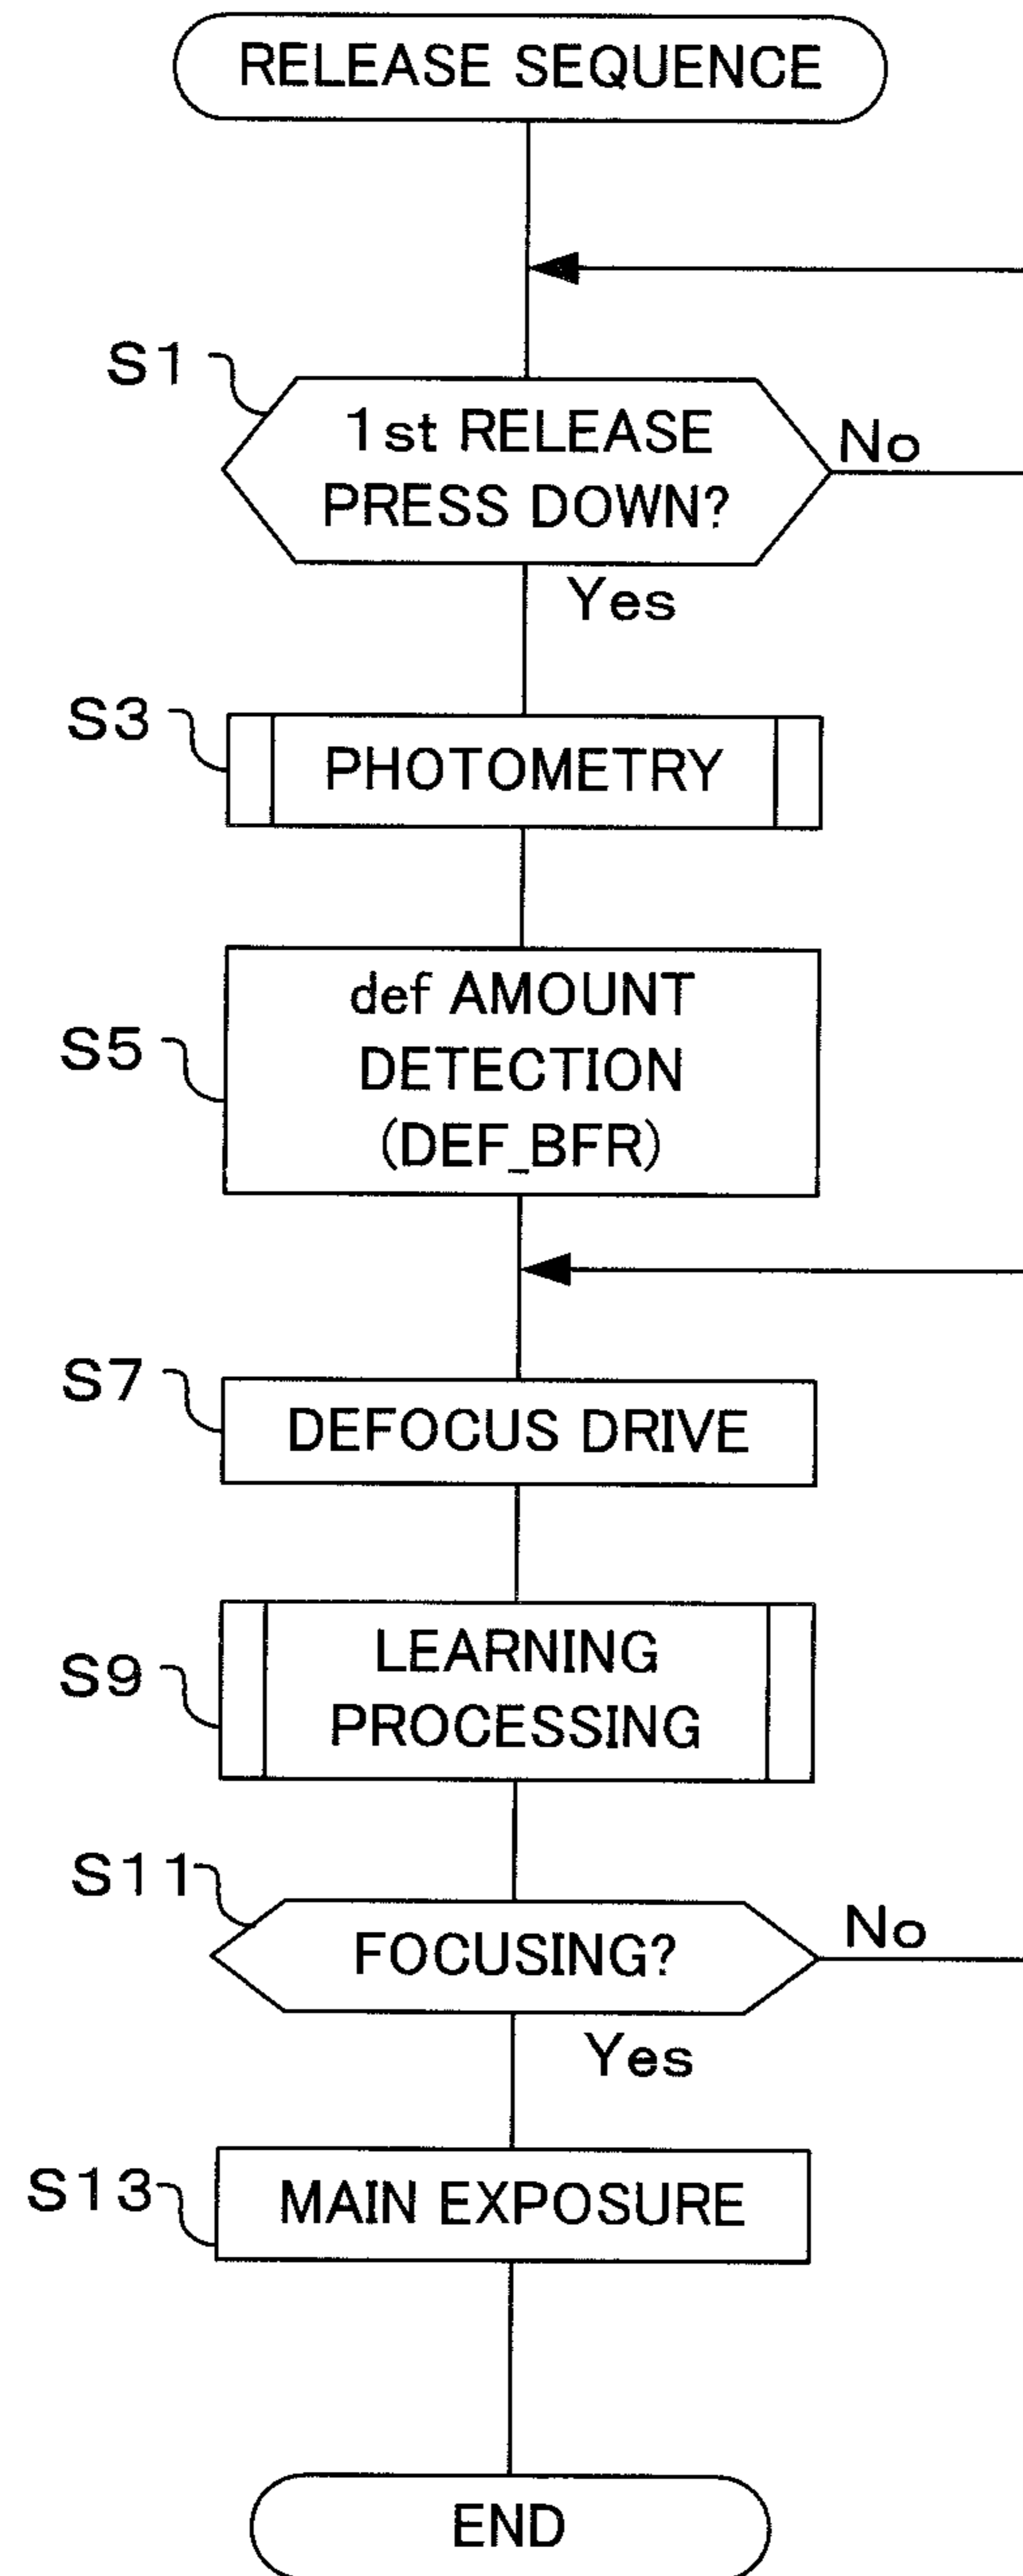 RELEASE SEQUENCE
S1
1st RELEASE
PRESS DOWN?
No
Yes
S3
PHOTOMETRY
S5
def AMOUNT
DETECTION
(DEF_BFR)
S7
DEFOCUS DRIVE
S9
LEARNING
PROCESSING
S11
FOCUSING?
No
Yes
S13
MAIN EXPOSURE
END